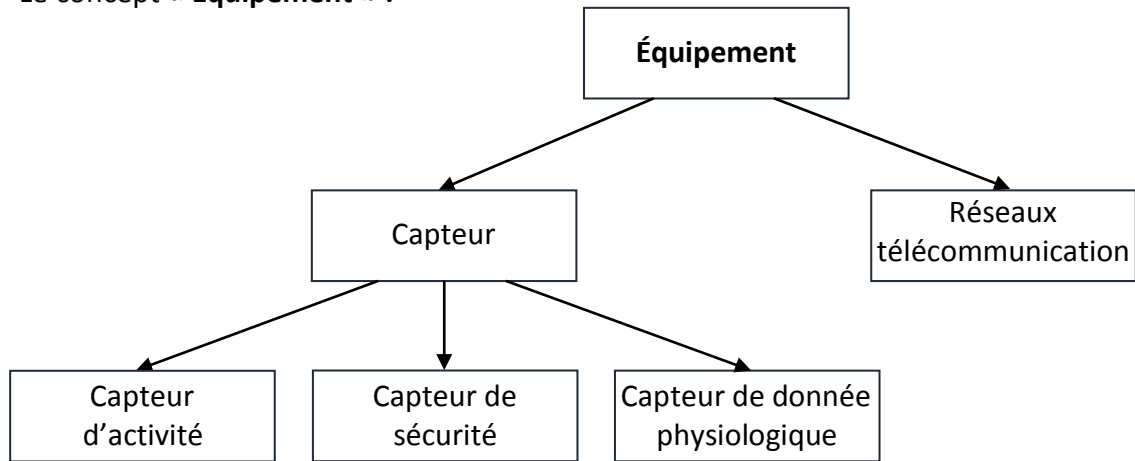 Le concept « Équipement » :
Équipement
Capteur
Réseaux
télécommunication
Capteur
d'activité
Capteur de
sécurité
Capteur de donnée
physiologique